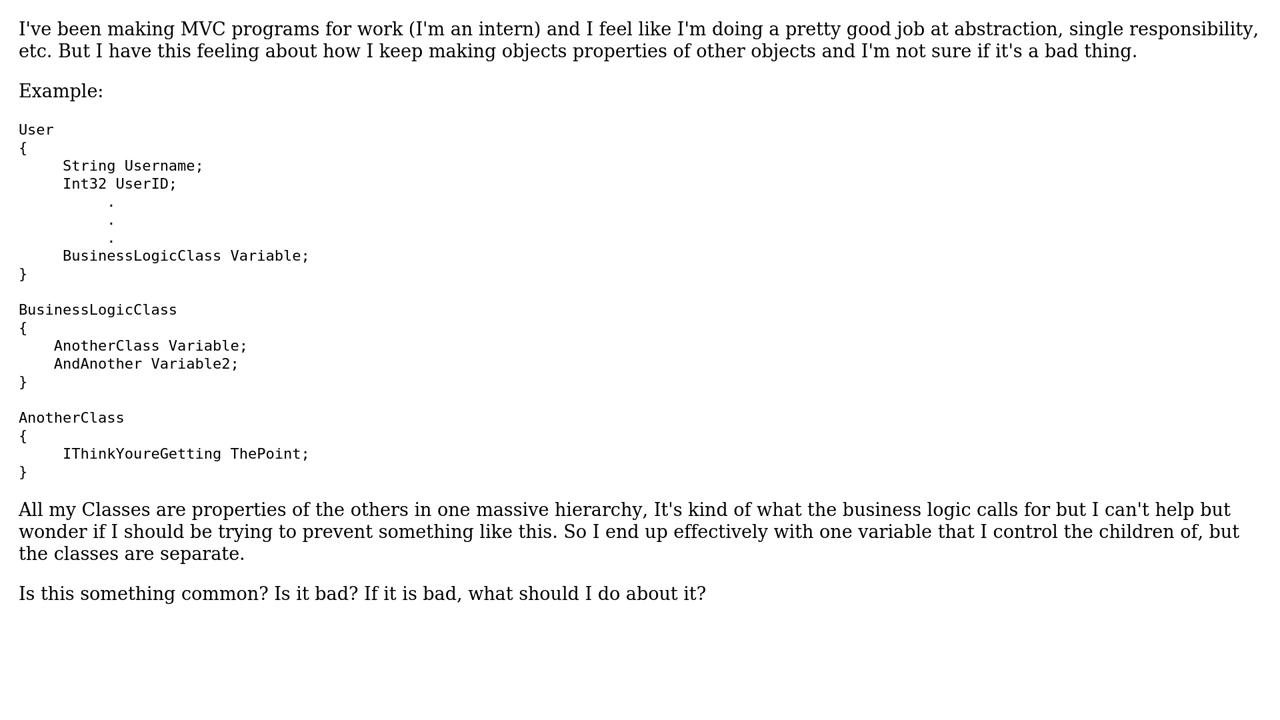 I've been making MVC programs for work (I'm an intern) and I feel like I'm doing a pretty good job at abstraction, single responsibility,
etc. But I have this feeling about how I keep making objects properties of other objects and I'm not sure if it's a bad thing.
Example:
User
{
     String Username;
     Int32 UserID;
          .
          .
          .
     BusinessLogicClass Variable;
}
BusinessLogicClass
{
    AnotherClass Variable;
    AndAnother Variable2;
}
AnotherClass
{
     IThinkYoureGetting ThePoint;
}
All my Classes are properties of the others in one massive hierarchy, It's kind of what the business logic calls for but I can't help but
wonder if I should be trying to prevent something like this. So I end up effectively with one variable that I control the children of, but
the classes are separate.
Is this something common? Is it bad? If it is bad, what should I do about it?